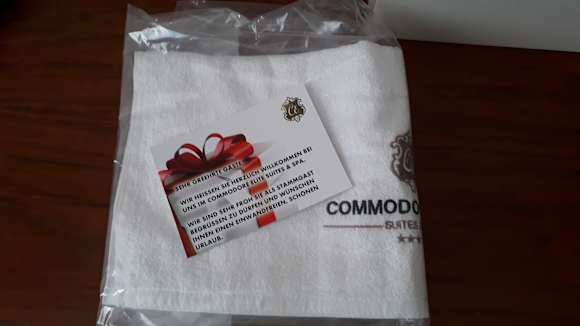 SEHR GEEHRTE GÄSTE,
WIR HEISSEN SIE HERZLICH WILLKOMMEN BEI
UNS IM COMMODORE ELITE SUITES & SPA.
WIR SIND SEHR FROH SIE ALS STAMMGAST
BEGRÜSSEN ZU DÜRFEN UND WÜNSCHEN
IHNEN EINEN EINWANDFREIEN, SCHÖNEN
URLAUB.
COMMODO
SUITES